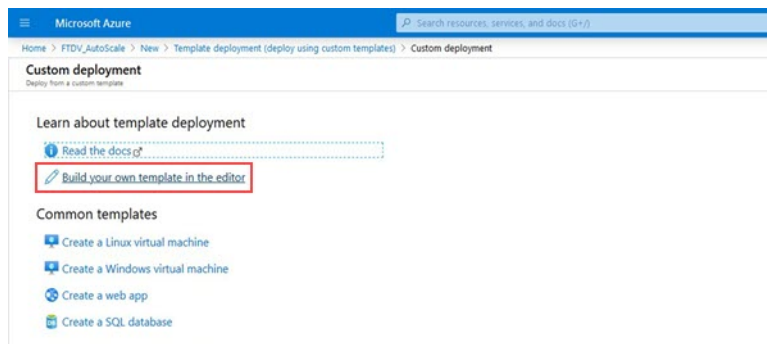 Microsoft Azure
Search resources, services, and docs (G+/)
Home > FTDV_AutoScale > New > Template deployment (deploy using custom templates) > Custom deployment
Custom deployment
Deploy from a custom template
Learn about template deployment
Read the docs
Build your own template in the editor
Common templates
Create a Linux virtual machine
Create a Windows virtual machine
Create a web app
Create a SQL database